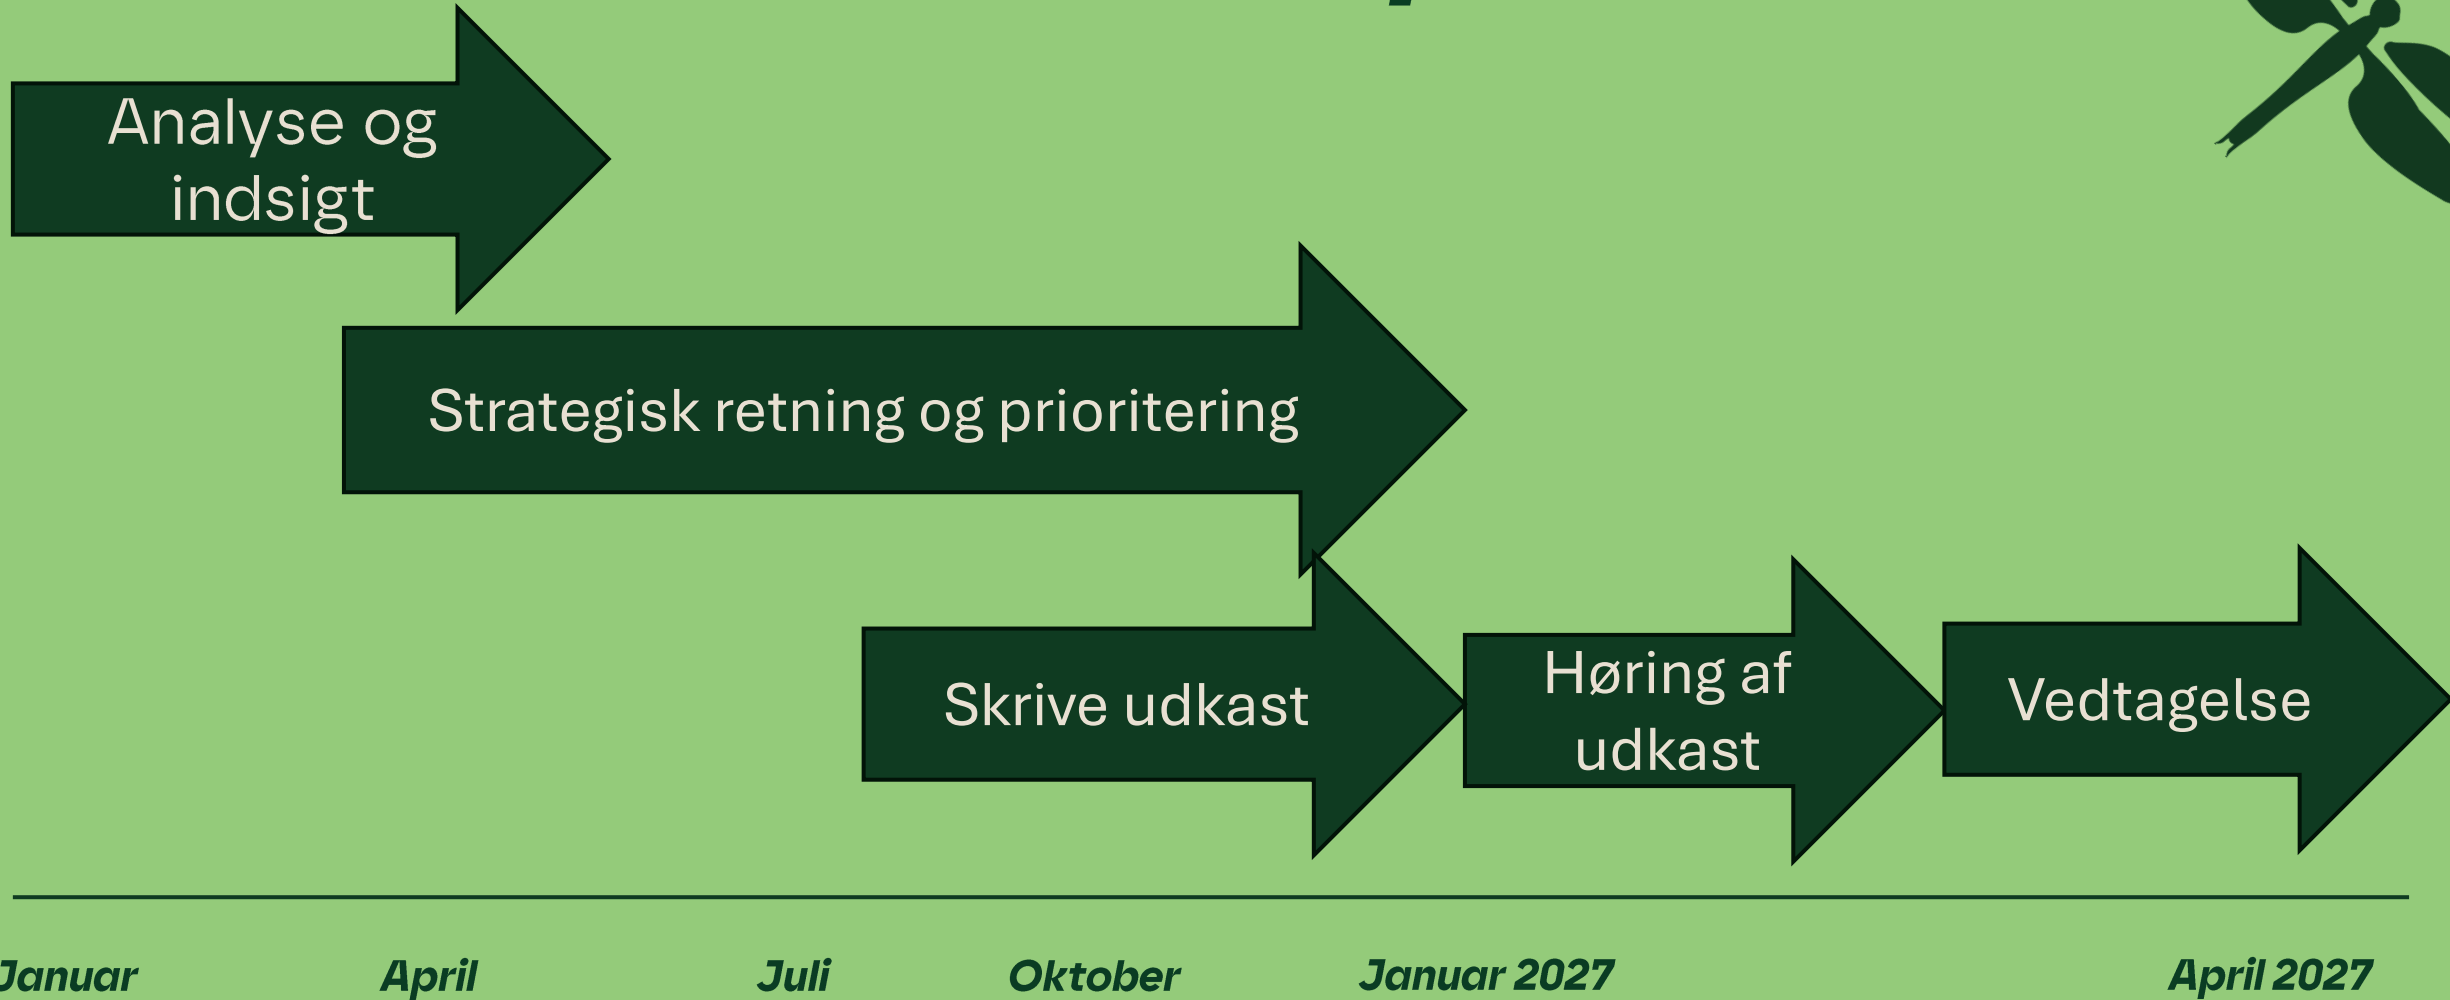 Analyse og
indsigt
Strategisk retning og prioritering
Skrive udkast
Høring af
udkast
Vedtagelse
Januar
April
Juli
Oktober
Januar 2027
April 2027